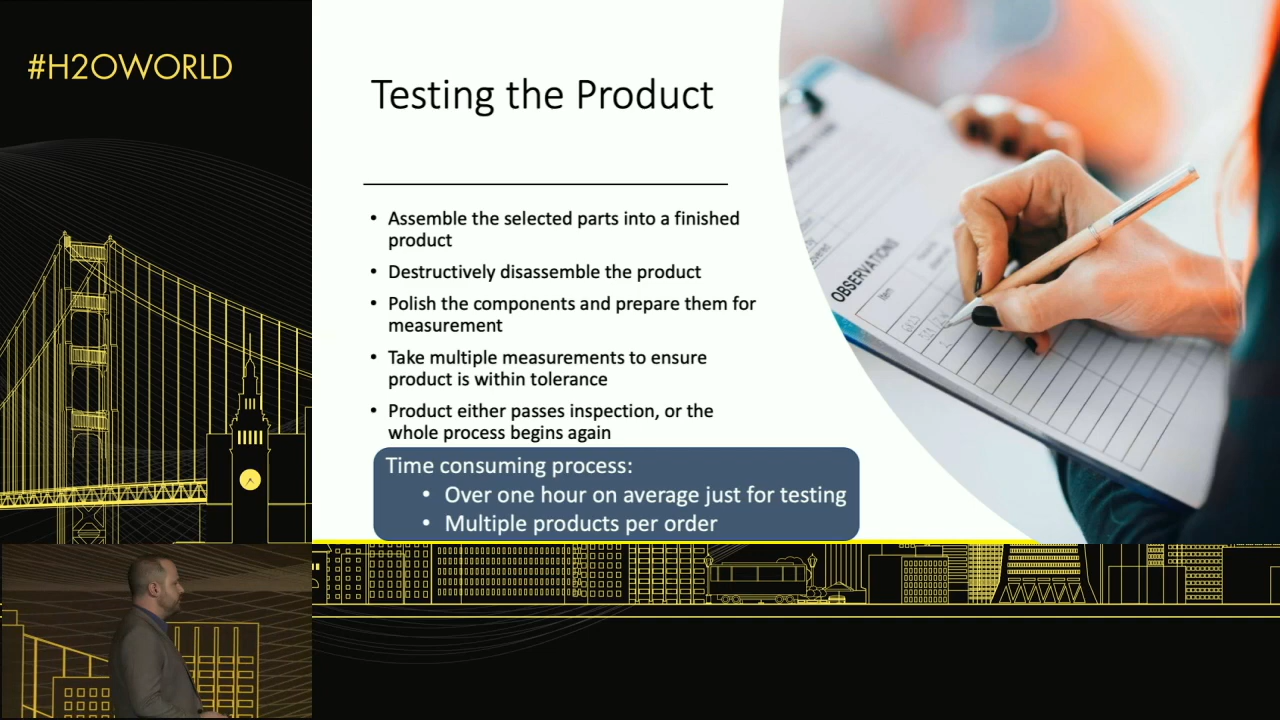 #H2OWORLD
Testing the Product
• Assemble the selected parts into a finished
product
• Destructively disassemble the product
• Polish the components and prepare them for
measurement
• Take multiple measurements to ensure
product is within tolerance
• Product either passes inspection, or the
whole process begins again
Time consuming process:
• Over one hour on average just for testing
• Multiple products per order
OBSERVATIONS
Item